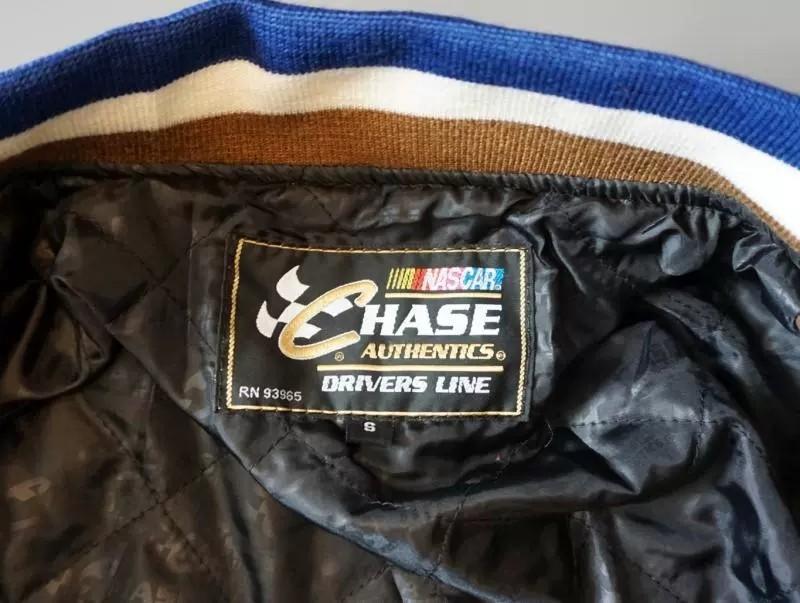 NASCAR
CHASE
AUTHENTICS
DRIVERS LINE
RN 93965
S